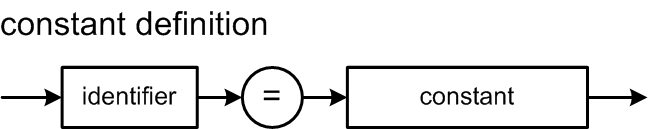 constant definition
identifier = constant